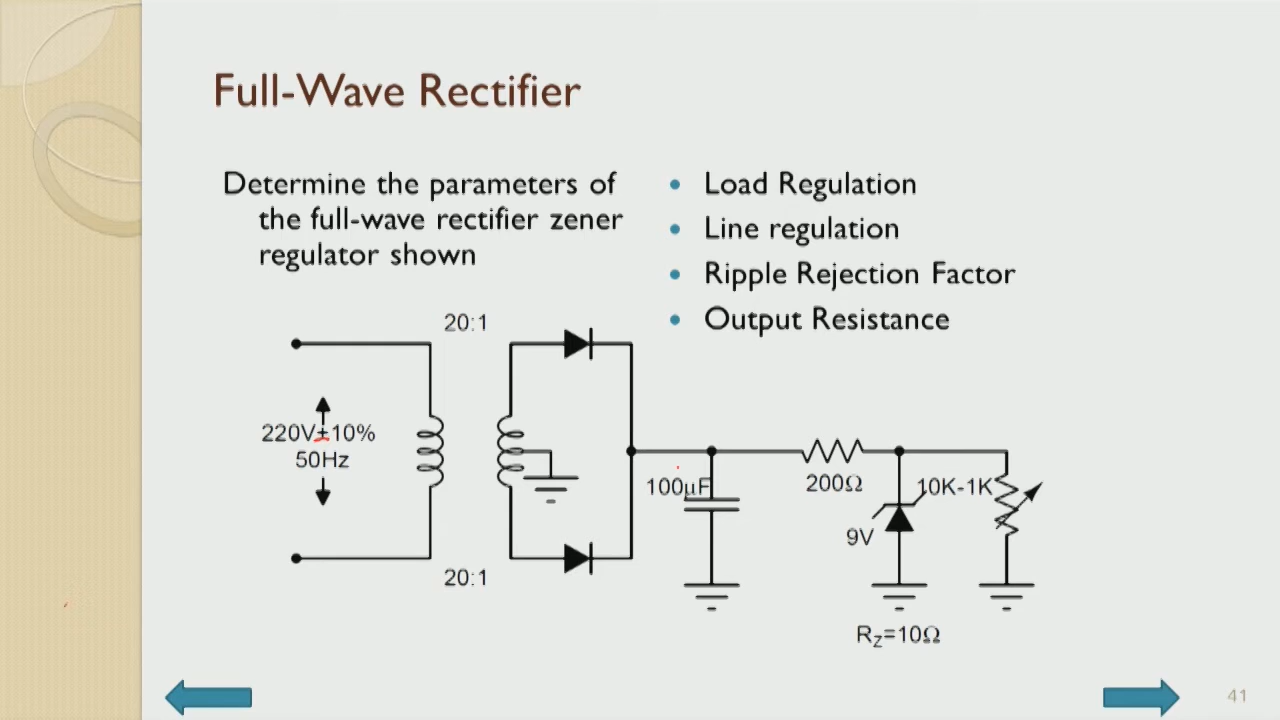 Full-Wave Rectifier
Determine the parameters of
the full-wave rectifier zener
regulator shown
• Load Regulation
• Line regulation
• Ripple Rejection Factor
• Output Resistance
20:1
220V±10%
50Hz
100µF
200Ω
10K-1K
9V
20:1
RZ=10Ω
41